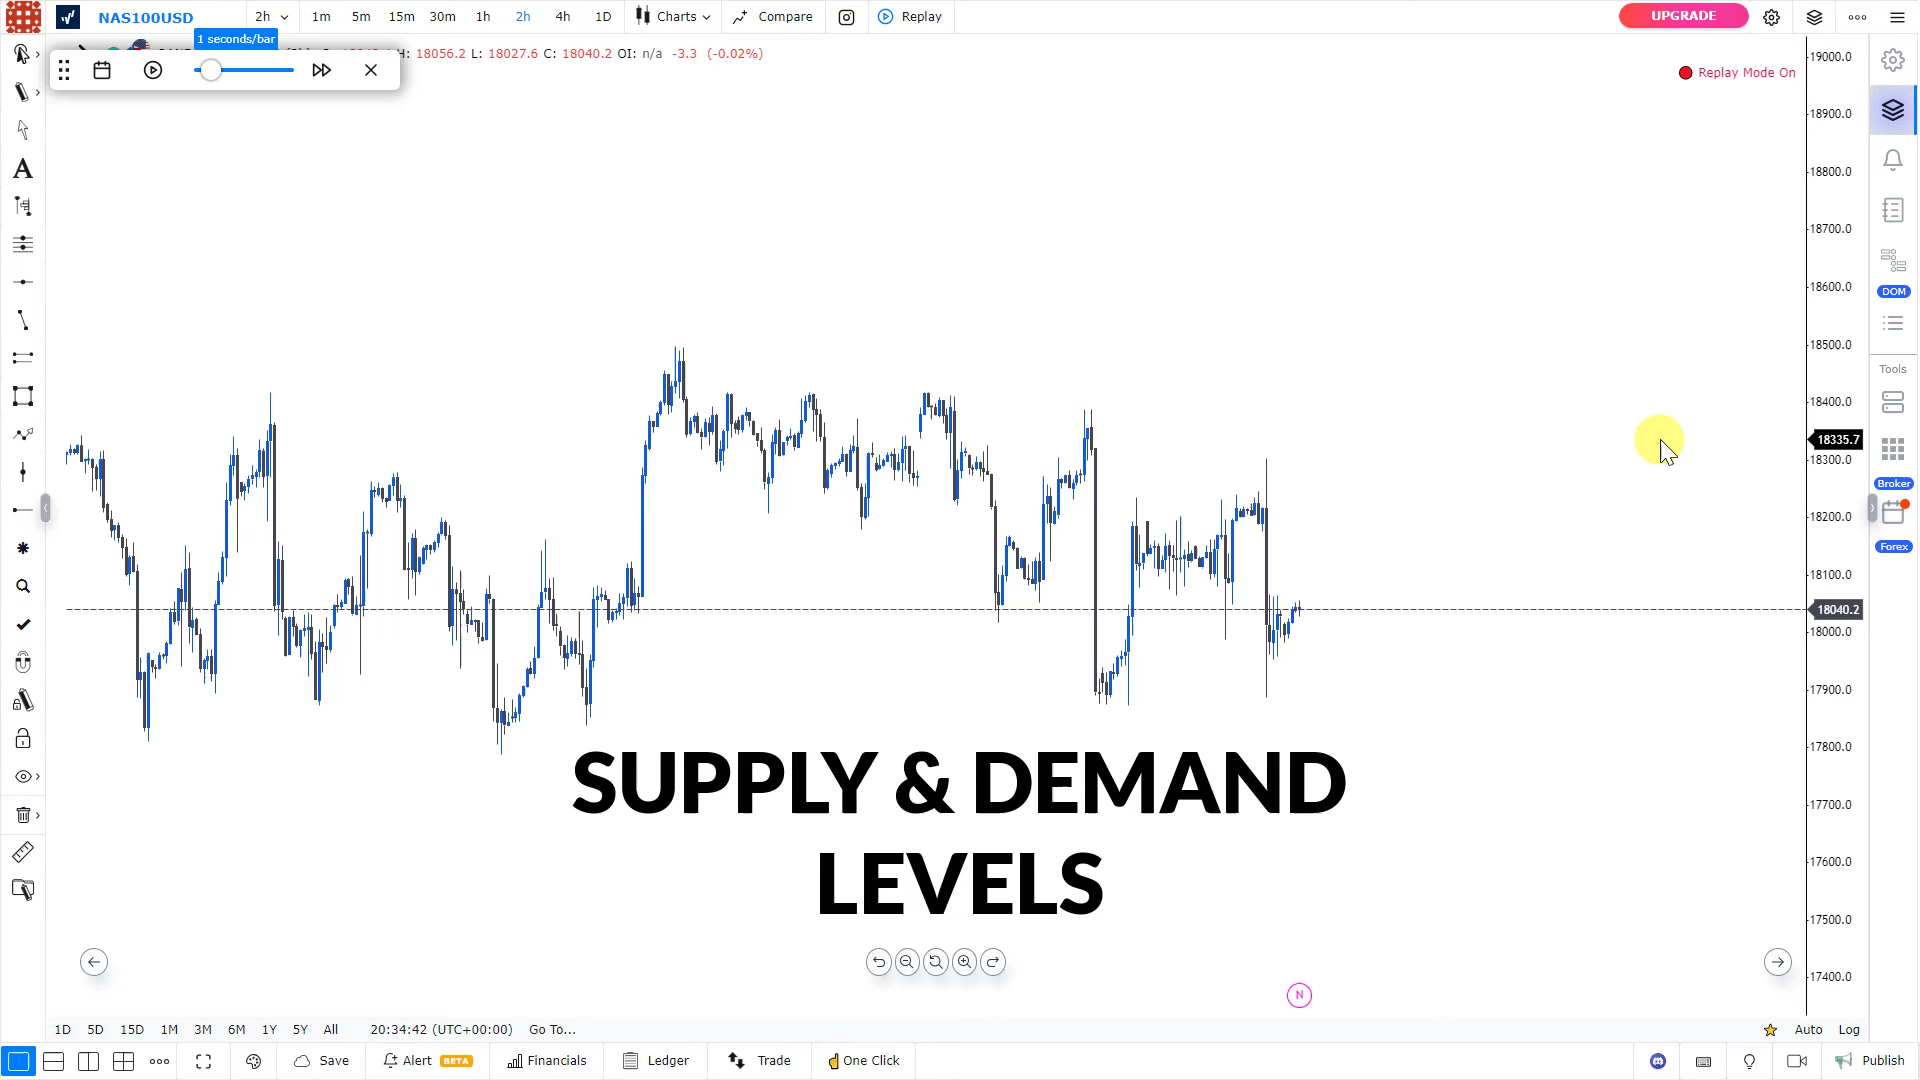 NAS100USD
2h
1m
5m
15m
30m
1h
2h
4h
1D
Charts
Compare
Replay
UPGRADE
1 seconds/bar
H: 18056.2 L: 18027.6 C: 18040.2 OI: n/a -3.3 (-0.02%)
Replay Mode On
19000.0
18900.0
18800.0
18700.0
18600.0
18500.0
18400.0
18335.7
18300.0
18200.0
18100.0
18040.2
18000.0
17900.0
17800.0
17700.0
17600.0
17500.0
17400.0
DOM
Tools
Broker
Forex
A
SUPPLY & DEMAND
LEVELS
N
1D 5D 15D 1M 3M 6M 1Y 5Y All 20:34:42 (UTC+00:00) Go To...
Auto Log
Save
Alert BETA
Financials
Ledger
Trade
One Click
Publish